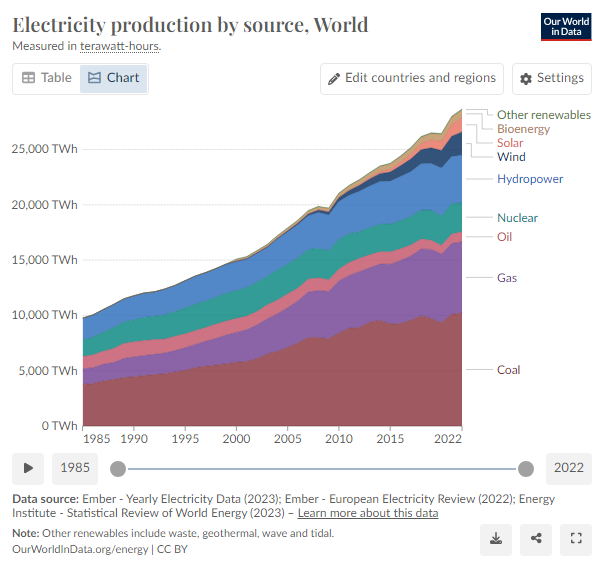 Electricity production by source, World
Measured in terawatt-hours.
Our World
in Data
Table
Chart
Edit countries and regions
Settings
25,000 TWh
20,000 TWh
15,000 TWh
10,000 TWh
5,000 TWh
0 TWh
Other renewables
Bioenergy
Solar
Wind
Hydropower
Nuclear
Oil
Gas
Coal
1985
1990
1995
2000
2005
2010
2015
2022
1985
2022
Data source: Ember - Yearly Electricity Data (2023); Ember - European Electricity Review (2022); Energy
Institute - Statistical Review of World Energy (2023) – Learn more about this data
Note: Other renewables include waste, geothermal, wave and tidal.
OurWorldInData.org/energy | CC BY